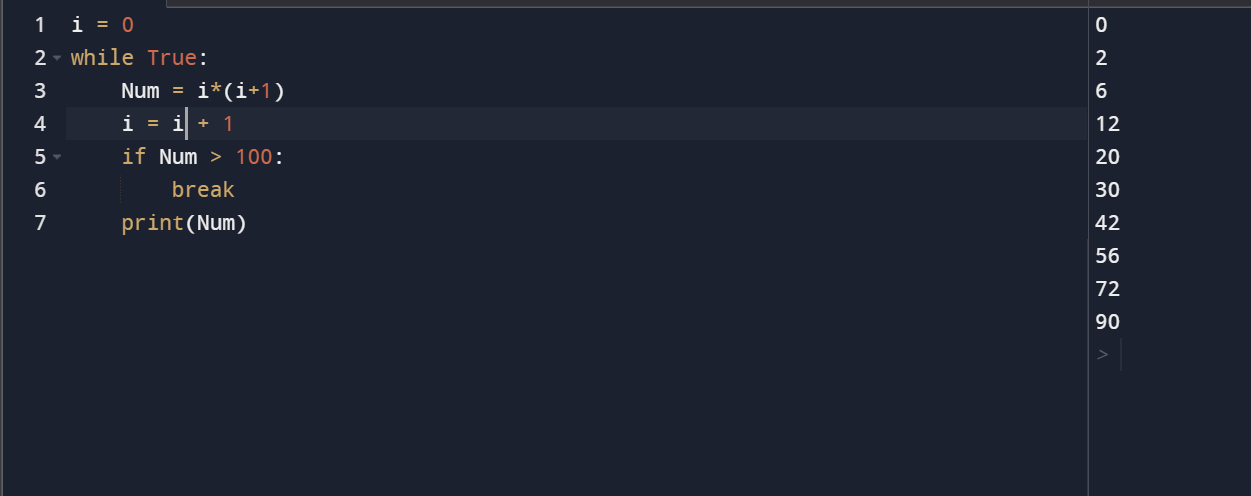 1 i = 0
2 while True:
3     Num = i*(i+1)
4     i = i + 1
5     if Num > 100:
6         break
7     print(Num)
0
2
6
12
20
30
42
56
72
90
>